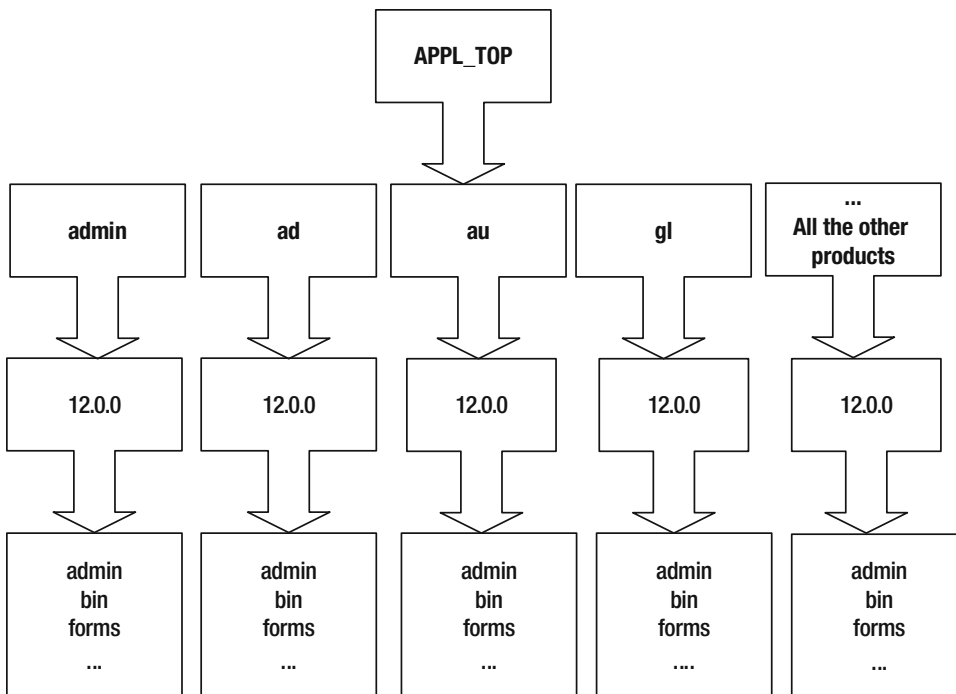 APPL_TOP
admin
ad
au
gl
...
All the other
products
12.0.0
12.0.0
12.0.0
12.0.0
12.0.0
admin
bin
forms
...
admin
bin
forms
...
admin
bin
forms
...
admin
bin
forms
....
admin
bin
forms
...